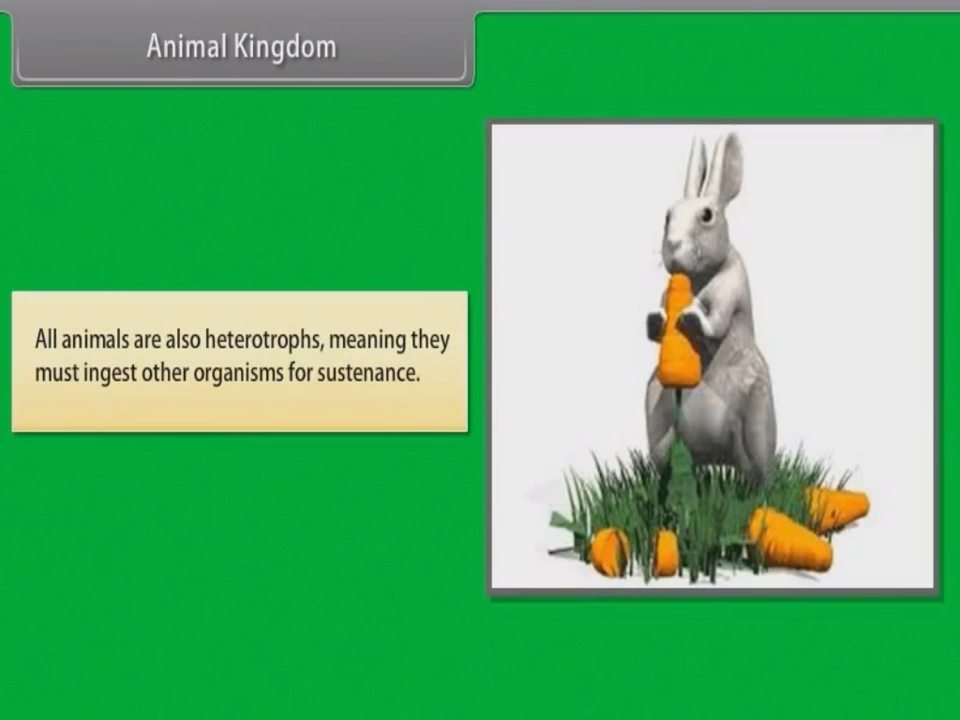 Animal Kingdom
All animals are also heterotrophs, meaning they
must ingest other organisms for sustenance.